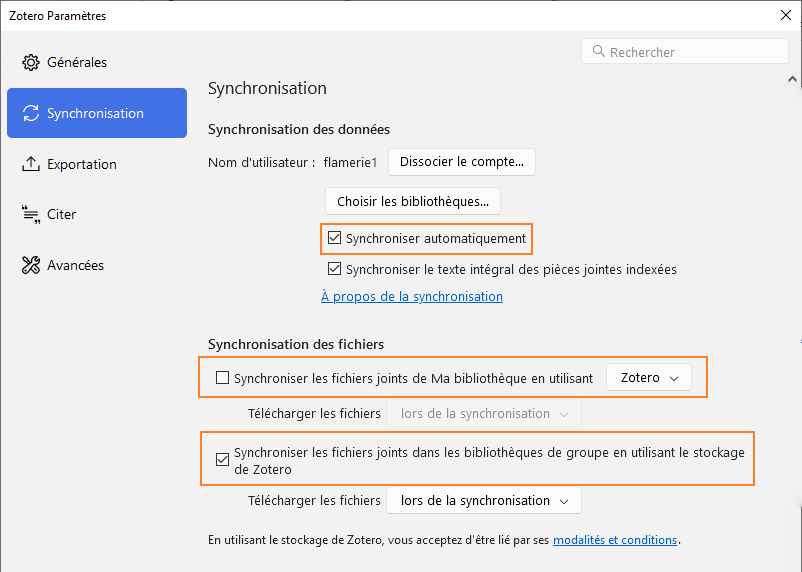 Zotero Paramètres
Rechercher
Générales
Synchronisation
Exportation
Citer
Avancées
Synchronisation
Synchronisation des données
Nom d'utilisateur : flamerie1 Dissocier le compte...
Choisir les bibliothèques...
Synchroniser automatiquement
Synchroniser le texte intégral des pièces jointes indexées
À propos de la synchronisation
Synchronisation des fichiers
Synchroniser les fichiers joints de Ma bibliothèque en utilisant Zotero
Télécharger les fichiers lors de la synchronisation
Synchroniser les fichiers joints dans les bibliothèques de groupe en utilisant le stockage
de Zotero
Télécharger les fichiers lors de la synchronisation
En utilisant le stockage de Zotero, vous acceptez d'être lié par ses modalités et conditions.